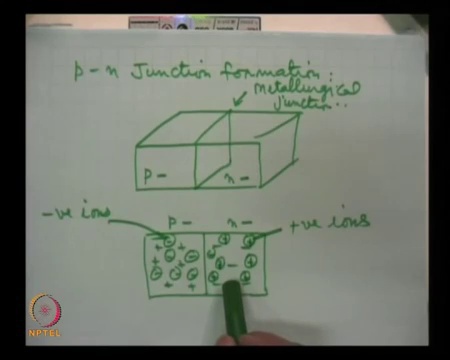 p-n Junction formation:
metallurgical
junction..
p- n-
-ve ions p- n- +ve ions
NPTEL